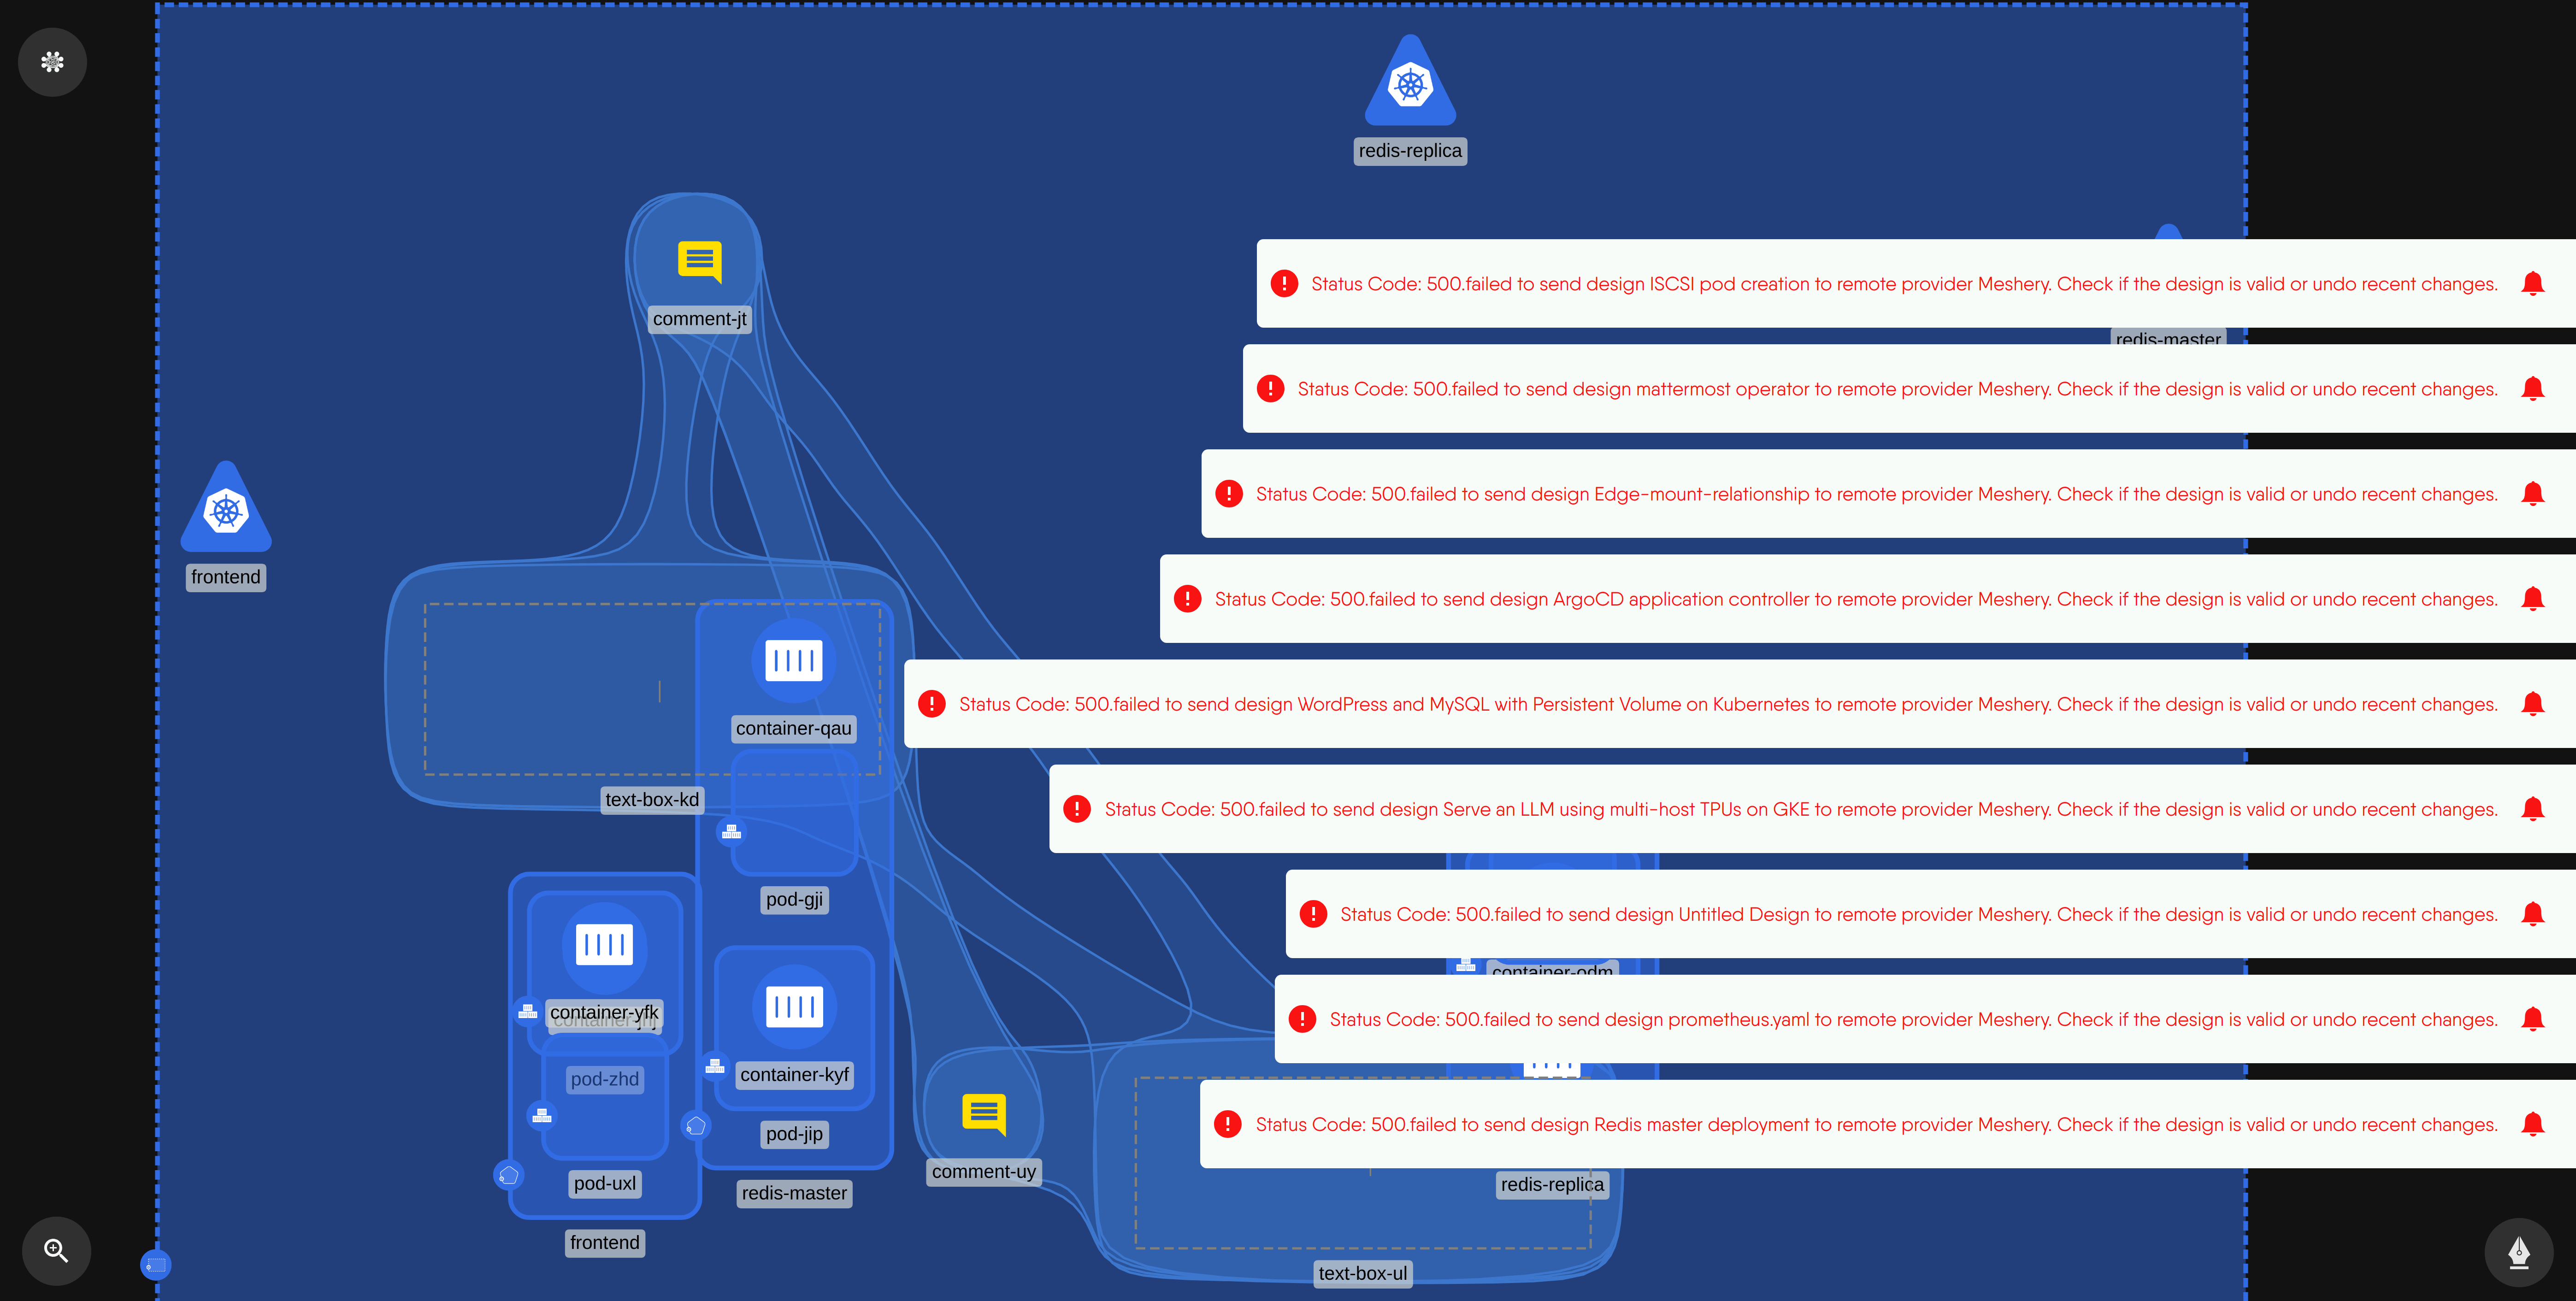 redis-replica
comment-jt
Status Code: 500.failed to send design ISCSI pod creation to remote provider Meshery. Check if the design is valid or undo recent changes.
redis-master
Status Code: 500.failed to send design mattermost operator to remote provider Meshery. Check if the design is valid or undo recent changes.
Status Code: 500.failed to send design Edge-mount-relationship to remote provider Meshery. Check if the design is valid or undo recent changes.
frontend
Status Code: 500.failed to send design ArgoCD application controller to remote provider Meshery. Check if the design is valid or undo recent changes.
Status Code: 500.failed to send design WordPress and MySQL with Persistent Volume on Kubernetes to remote provider Meshery. Check if the design is valid or undo recent changes.
container-qau
text-box-kd
Status Code: 500.failed to send design Serve an LLM using multi-host TPUs on GKE to remote provider Meshery. Check if the design is valid or undo recent changes.
pod-gji
Status Code: 500.failed to send design Untitled Design to remote provider Meshery. Check if the design is valid or undo recent changes.
container-odm
container-yfk
Status Code: 500.failed to send design prometheus.yaml to remote provider Meshery. Check if the design is valid or undo recent changes.
pod-zhd
container-kyf
pod-jip
Status Code: 500.failed to send design Redis master deployment to remote provider Meshery. Check if the design is valid or undo recent changes.
comment-uy
pod-uxl
redis-master
redis-replica
frontend
text-box-ul